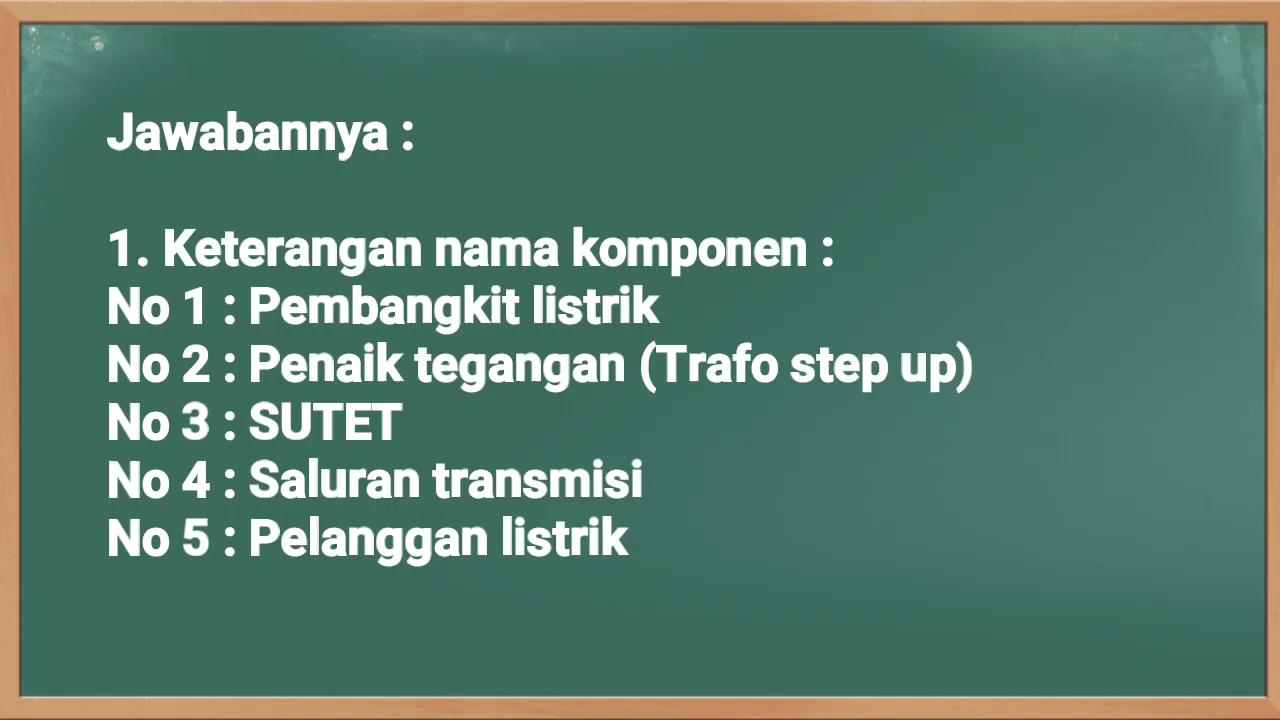 Jawabannya :
1. Keterangan nama komponen :
No 1 : Pembangkit listrik
No 2 : Penaik tegangan (Trafo step up)
No 3 : SUTET
No 4 : Saluran transmisi
No 5 : Pelanggan listrik